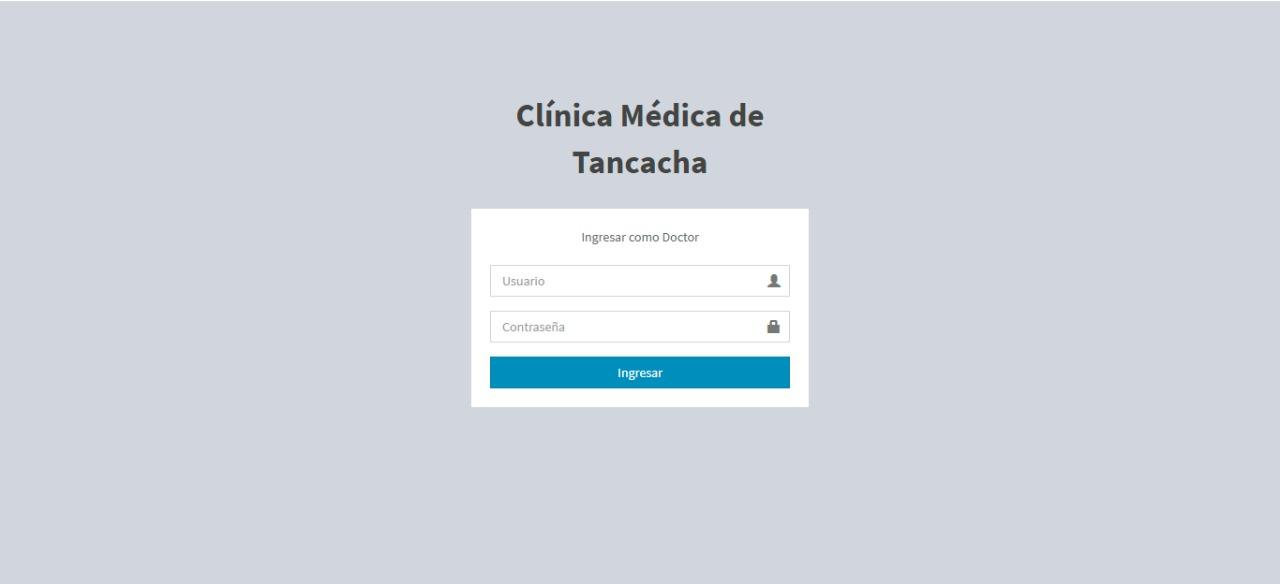 Clínica Médica de
Tancacha
Ingresar como Doctor
Usuario
Contraseña
Ingresar